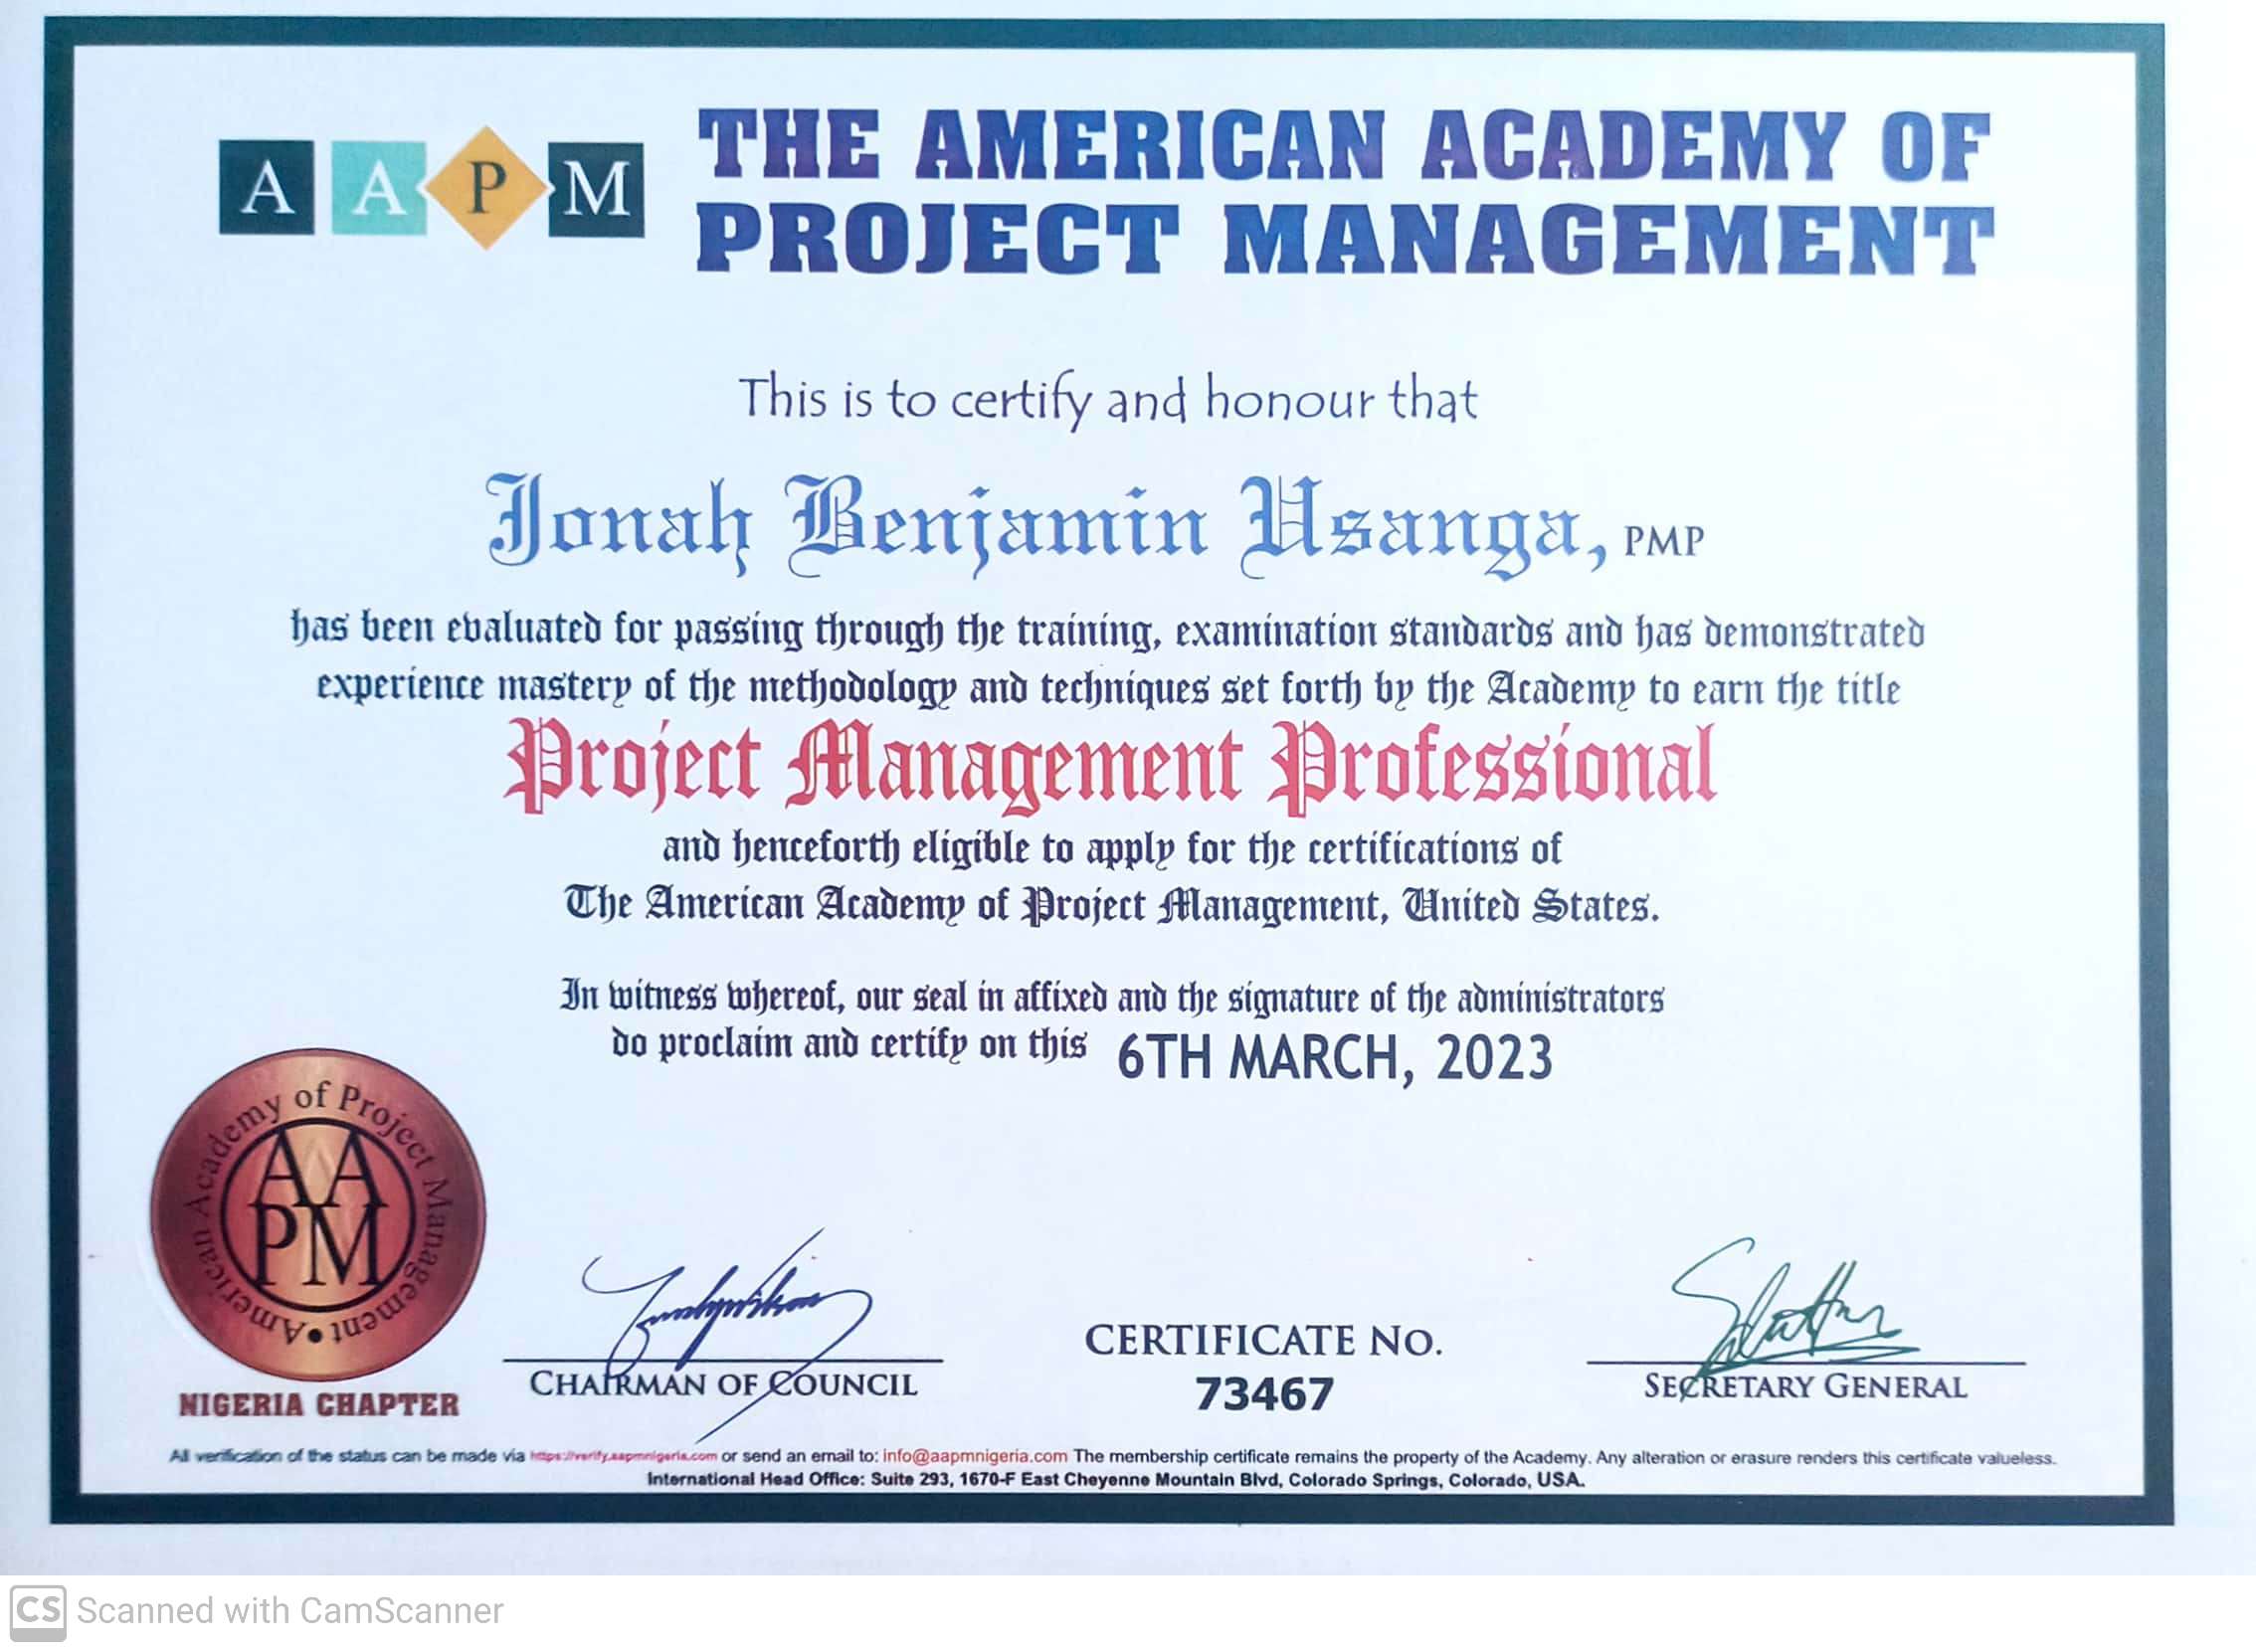 A A P M
THE AMERICAN ACADEMY OF
PROJECT MANAGEMENT
This is to certify and honour that
Jonah Benjamin Usanga, PMP
has been evaluated for passing through the training, examination standards and has demonstrated
experience mastery of the methodology and techniques set forth by the Academy to earn the title
Project Management Professional
and henceforth eligible to apply for the certifications of
The American Academy of Project Management, United States.
In witness whereof, our seal in affixed and the signature of the administrators
do proclaim and certify on this 6TH MARCH, 2023
American Academy of Project Management
AA
PM
NIGERIA CHAPTER
CHAIRMAN OF COUNCIL
CERTIFICATE NO.
73467
SECRETARY GENERAL
All verification of the status can be made via https://verify.aapmnigeria.com or send an email to: info@aapmnigeria.com The membership certificate remains the property of the Academy. Any alteration or erasure renders this certificate valueless.
International Head Office: Suite 293, 1670-F East Cheyenne Mountain Blvd, Colorado Springs, Colorado, USA.
CS Scanned with CamScanner